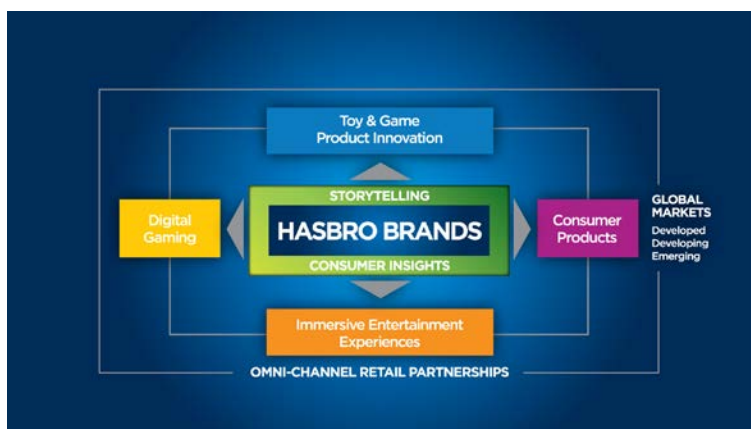 Toy & Game
Product Innovation
STORYTELLING
HASBRO BRANDS
CONSUMER INSIGHTS
Digital
Gaming
Consumer
Products
GLOBAL
MARKETS
Developed
Developing
Emerging
Immersive Entertainment
Experiences
OMNI-CHANNEL RETAIL PARTNERSHIPS